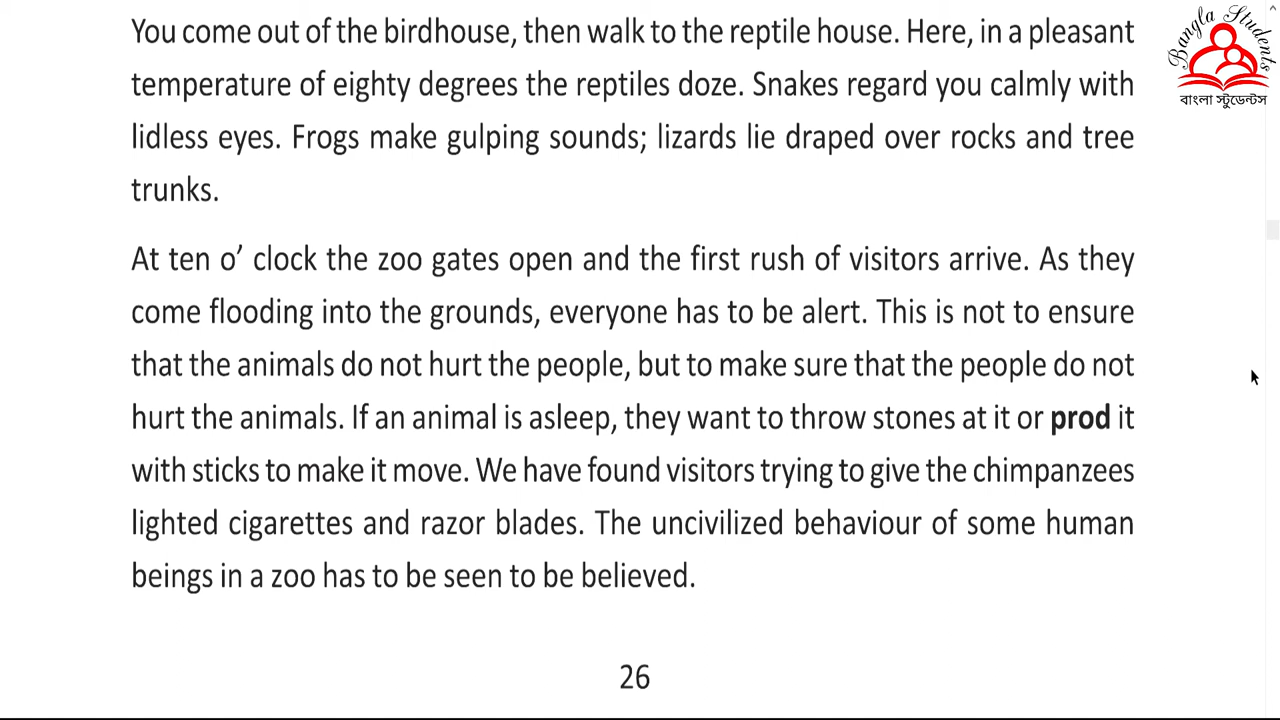 You come out of the birdhouse, then walk to the reptile house. Here, in a pleasant
temperature of eighty degrees the reptiles doze. Snakes regard you calmly with
lidless eyes. Frogs make gulping sounds; lizards lie draped over rocks and tree
trunks.
At ten o’ clock the zoo gates open and the first rush of visitors arrive. As they
come flooding into the grounds, everyone has to be alert. This is not to ensure
that the animals do not hurt the people, but to make sure that the people do not
hurt the animals. If an animal is asleep, they want to throw stones at it or prod it
with sticks to make it move. We have found visitors trying to give the chimpanzees
lighted cigarettes and razor blades. The uncivilized behaviour of some human
beings in a zoo has to be seen to be believed.
26
Bangla Students
বাংলা স্টুডেন্টস